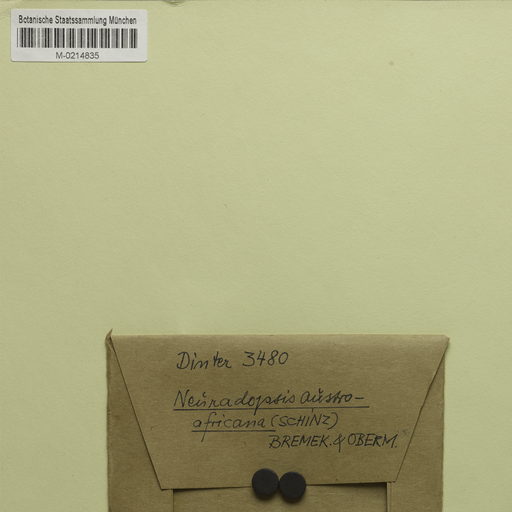 Botanische Staatssammlung München
M-0214835
Dinter 3480
Neuradopsis austro-
africana (SCHINZ)
BREMEK. & OBERM.